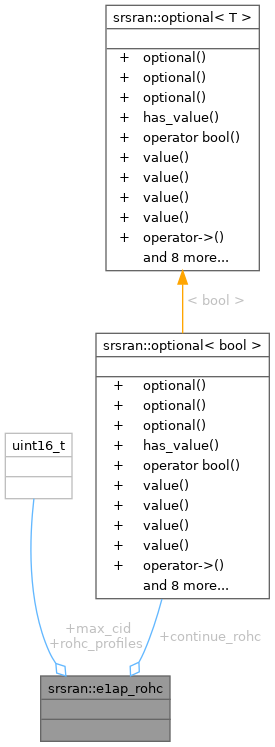 srsran::optional< T >
+ optional()
+ optional()
+ optional()
+ has_value()
+ operator bool()
+ value()
+ value()
+ value()
+ value()
+ operator->()
and 8 more...
< bool >
srsran::optional< bool >
+ optional()
+ optional()
+ optional()
+ has_value()
+ operator bool()
+ value()
+ value()
+ value()
+ value()
+ operator->()
and 8 more...
uint16_t
+max_cid
+rohc_profiles
+continue_rohc
srsran::e1ap_rohc